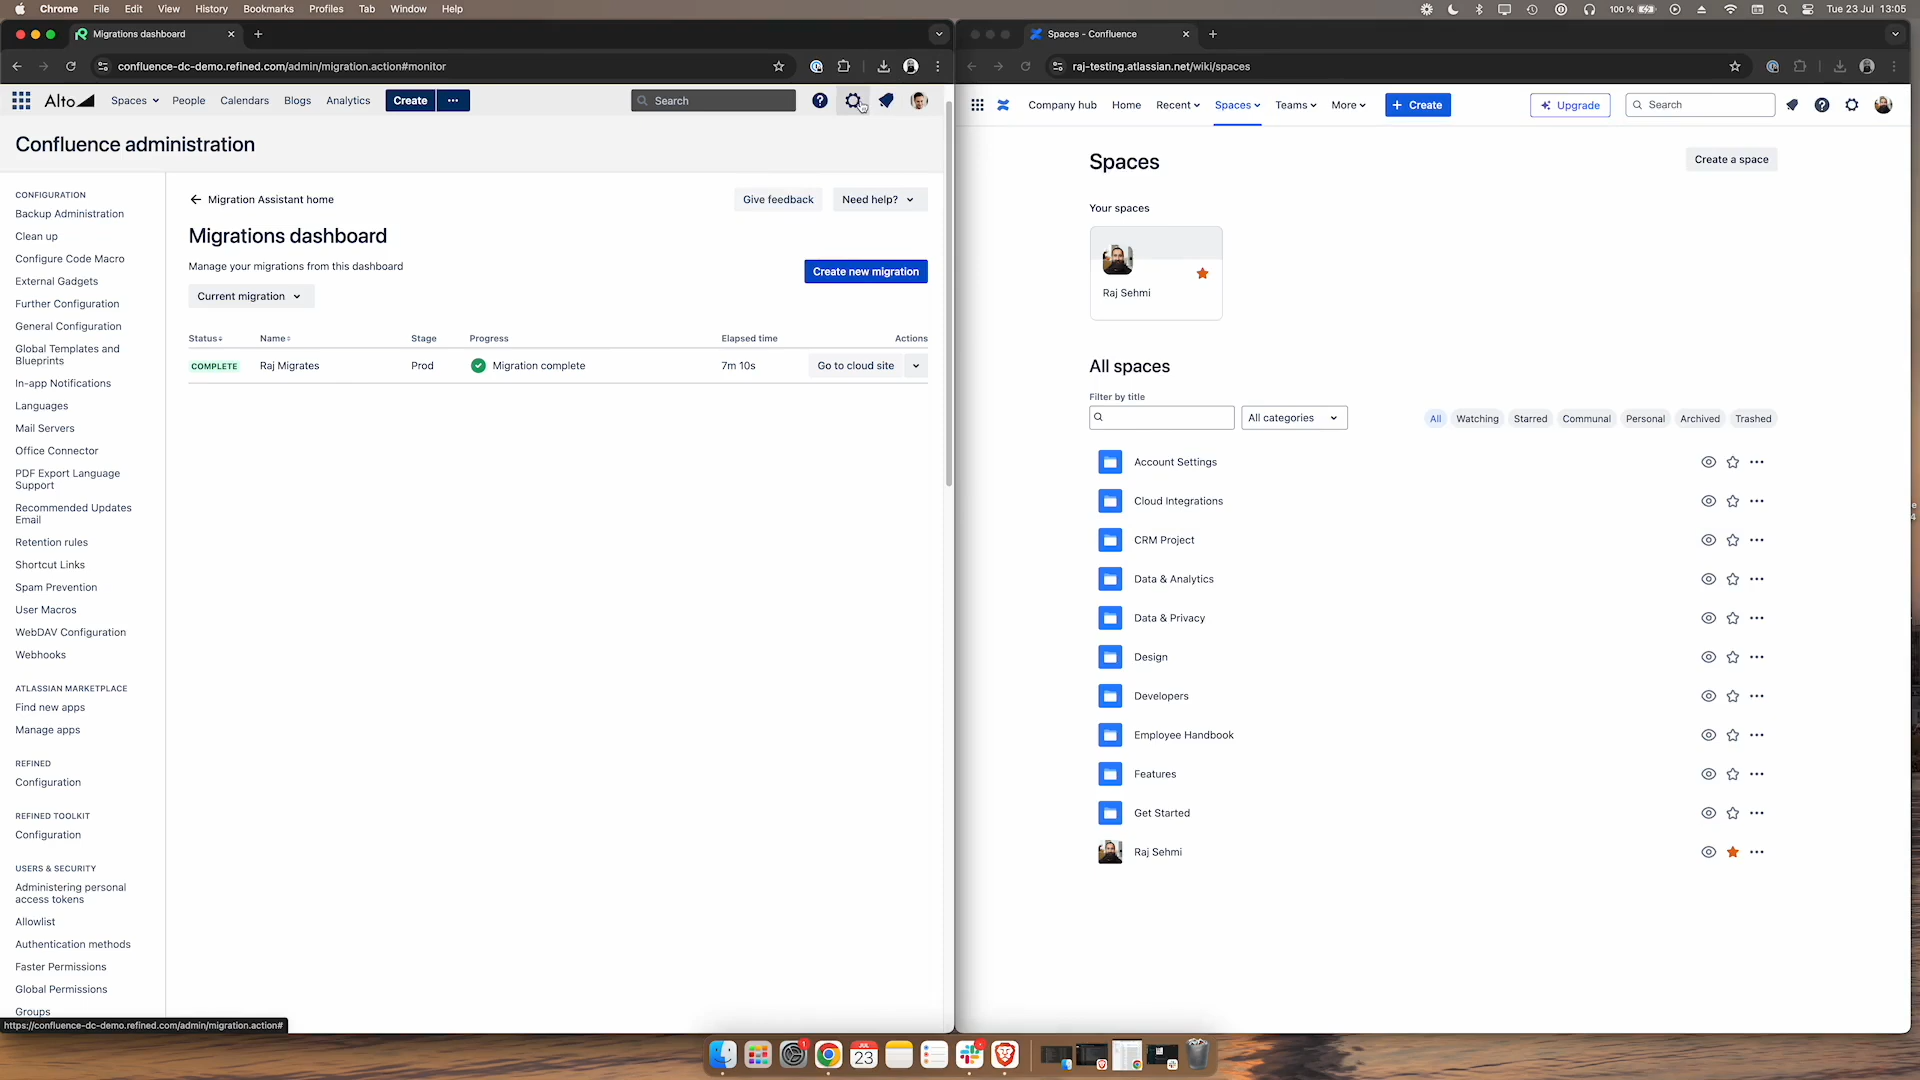 Chrome File Edit View History Bookmarks Profiles Tab Window Help
100 % Tue 23 Jul 13:05
Migrations dashboard
confluence-dc-demo.refined.com/admin/migration.action#monitor
Alto Spaces People Calendars Blogs Analytics Create ... Search
Confluence administration
CONFIGURATION
Backup Administration
Clean up
Configure Code Macro
External Gadgets
Further Configuration
General Configuration
Global Templates and
Blueprints
In-app Notifications
Languages
Mail Servers
Office Connector
PDF Export Language
Support
Recommended Updates
Email
Retention rules
Shortcut Links
Spam Prevention
User Macros
WebDAV Configuration
Webhooks
ATLASSIAN MARKETPLACE
Find new apps
Manage apps
REFINED
Configuration
REFINED TOOLKIT
Configuration
USERS & SECURITY
Administering personal
access tokens
Allowlist
Authentication methods
Faster Permissions
Global Permissions
Groups
https://confluence-dc-demo.refined.com/admin/migration.action#
Migration Assistant home
Give feedback Need help?
Migrations dashboard
Manage your migrations from this dashboard
Create new migration
Current migration
Status Name Stage Progress Elapsed time Actions
COMPLETE Raj Migrates Prod Migration complete 7m 10s Go to cloud site
Spaces - Confluence
raj-testing.atlassian.net/wiki/spaces
Company hub Home Recent Spaces Teams More + Create Upgrade Search
Spaces
Create a space
Your spaces
Raj Sehmi
All spaces
Filter by title
All categories
All Watching Starred Communal Personal Archived Trashed
Account Settings
Cloud Integrations
CRM Project
Data & Analytics
Data & Privacy
Design
Developers
Employee Handbook
Features
Get Started
Raj Sehmi
1
JUL
23